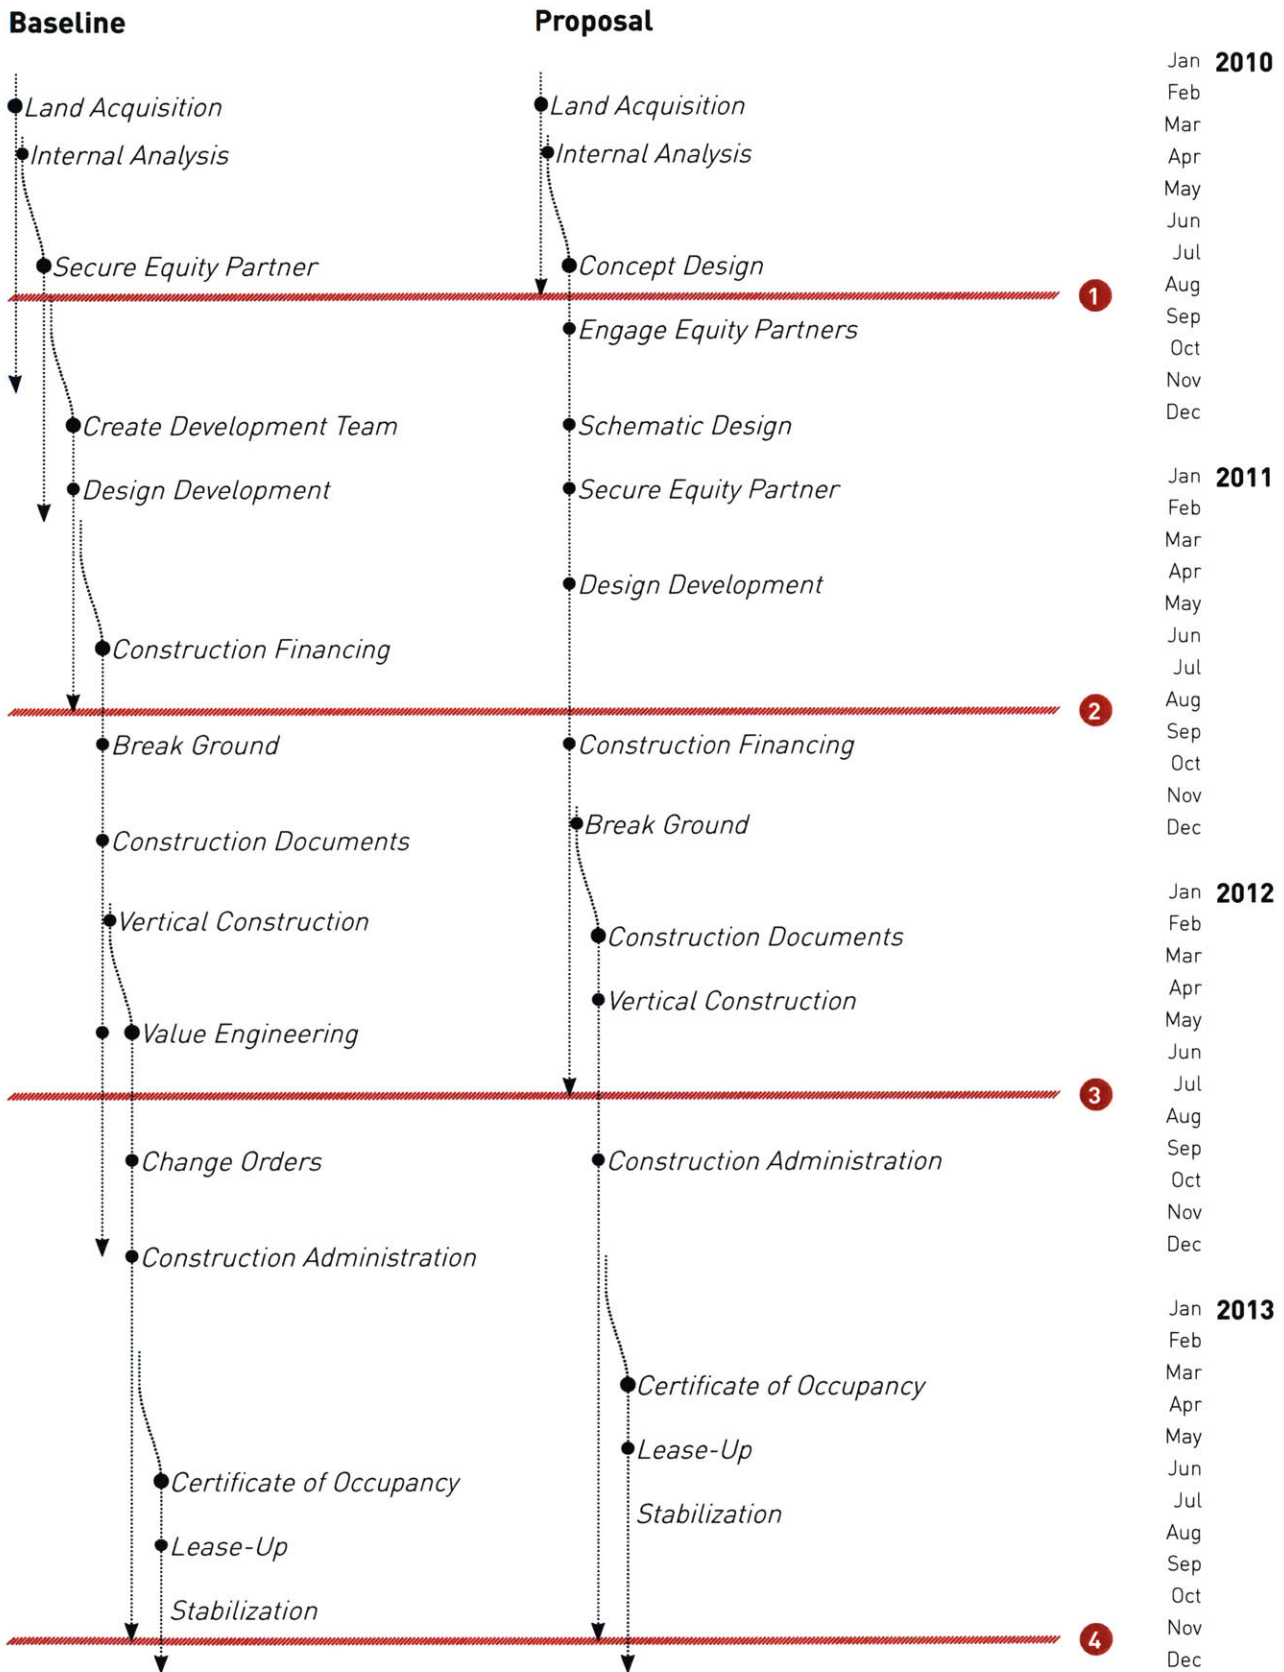 Baseline
Land Acquisition
Internal Analysis
Secure Equity Partner
Create Development Team
Design Development
Construction Financing
Break Ground
Construction Documents
Vertical Construction
Value Engineering
Change Orders
Construction Administration
Certificate of Occupancy
Lease-Up
Stabilization
Proposal
Land Acquisition
Internal Analysis
Concept Design
Engage Equity Partners
Schematic Design
Secure Equity Partner
Design Development
Construction Financing
Break Ground
Construction Documents
Vertical Construction
Construction Administration
Certificate of Occupancy
Lease-Up
Stabilization
1
2
3
4
Jan 2010
Feb
Mar
Apr
May
Jun
Jul
Aug
Sep
Oct
Nov
Dec
Jan 2011
Feb
Mar
Apr
May
Jun
Jul
Aug
Sep
Oct
Nov
Dec
Jan 2012
Feb
Mar
Apr
May
Jun
Jul
Aug
Sep
Oct
Nov
Dec
Jan 2013
Feb
Mar
Apr
May
Jun
Jul
Aug
Sep
Oct
Nov
Dec